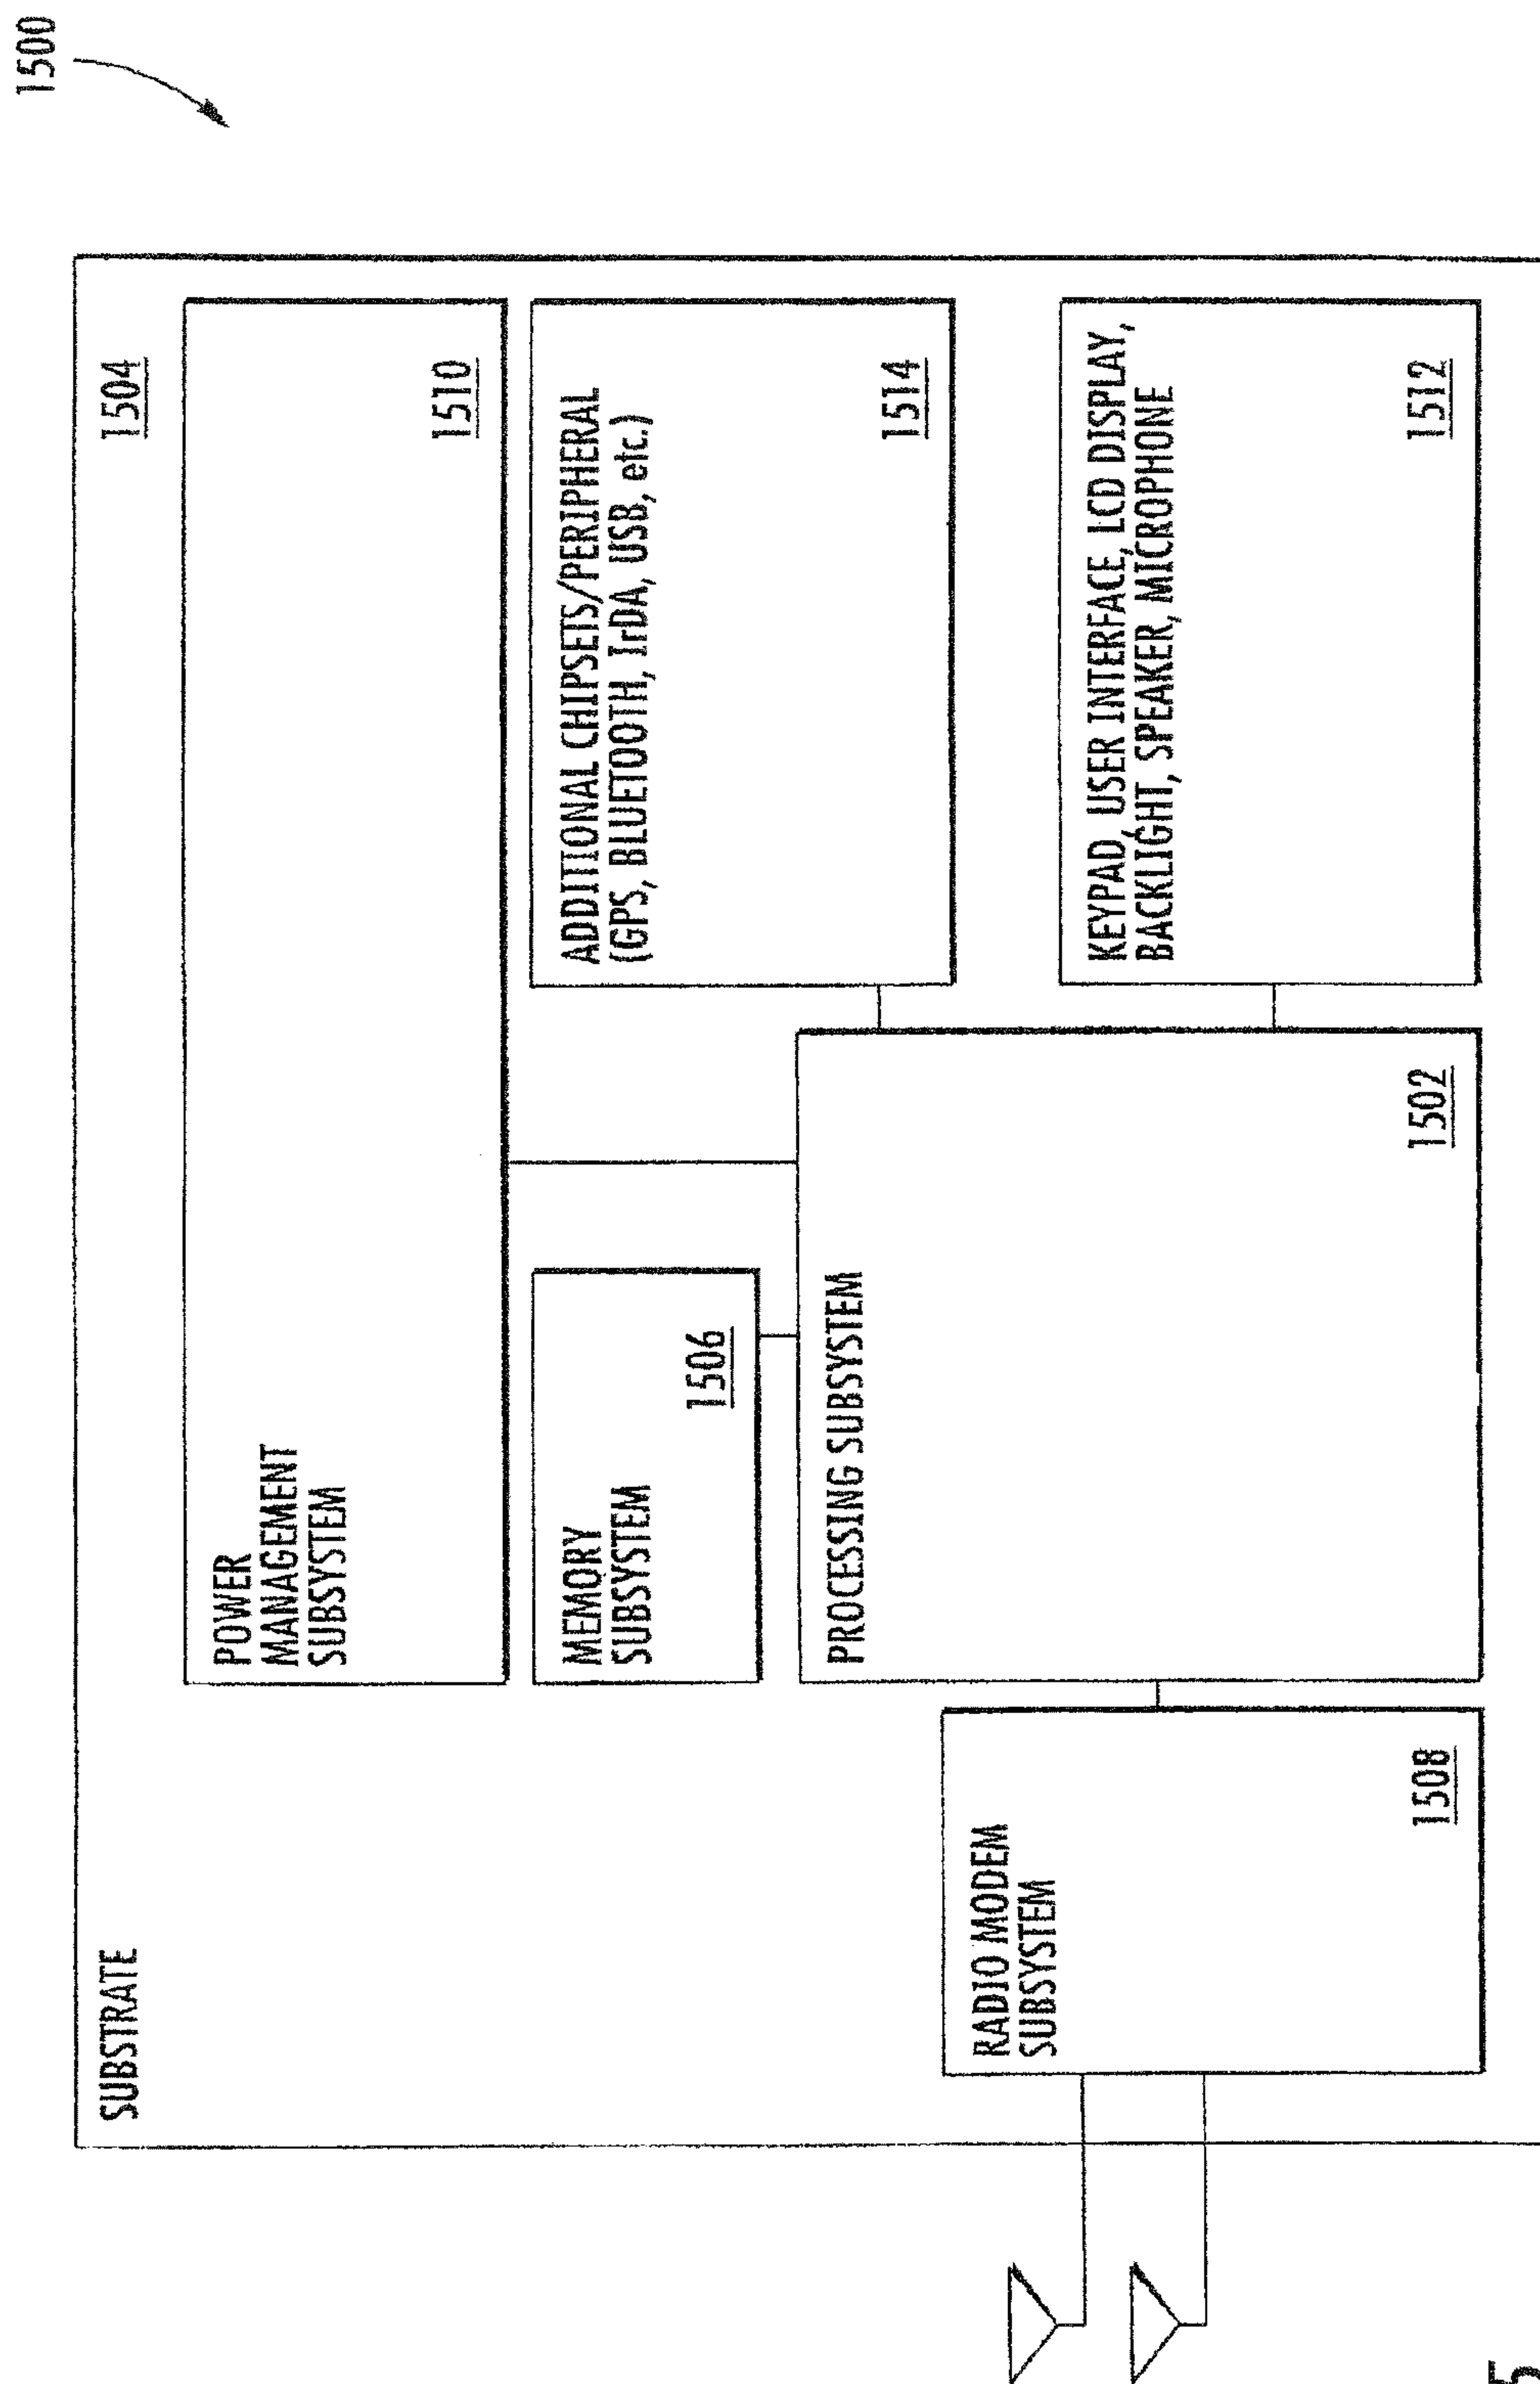 1500
SUBSTRATE
1504
POWER
MANAGEMENT
SUBSYSTEM
1510
MEMORY
SUBSYSTEM
1506
ADDITIONAL CHIPSETS/PERIPHERAL
(GPS, BLUETOOTH, IrDA, USB, etc.)
1514
PROCESSING SUBSYSTEM
1502
RADIO MODEM
SUBSYSTEM
1508
KEYPAD, USER INTERFACE, LCD DISPLAY,
BACKLIGHT, SPEAKER, MICROPHONE
1512
5